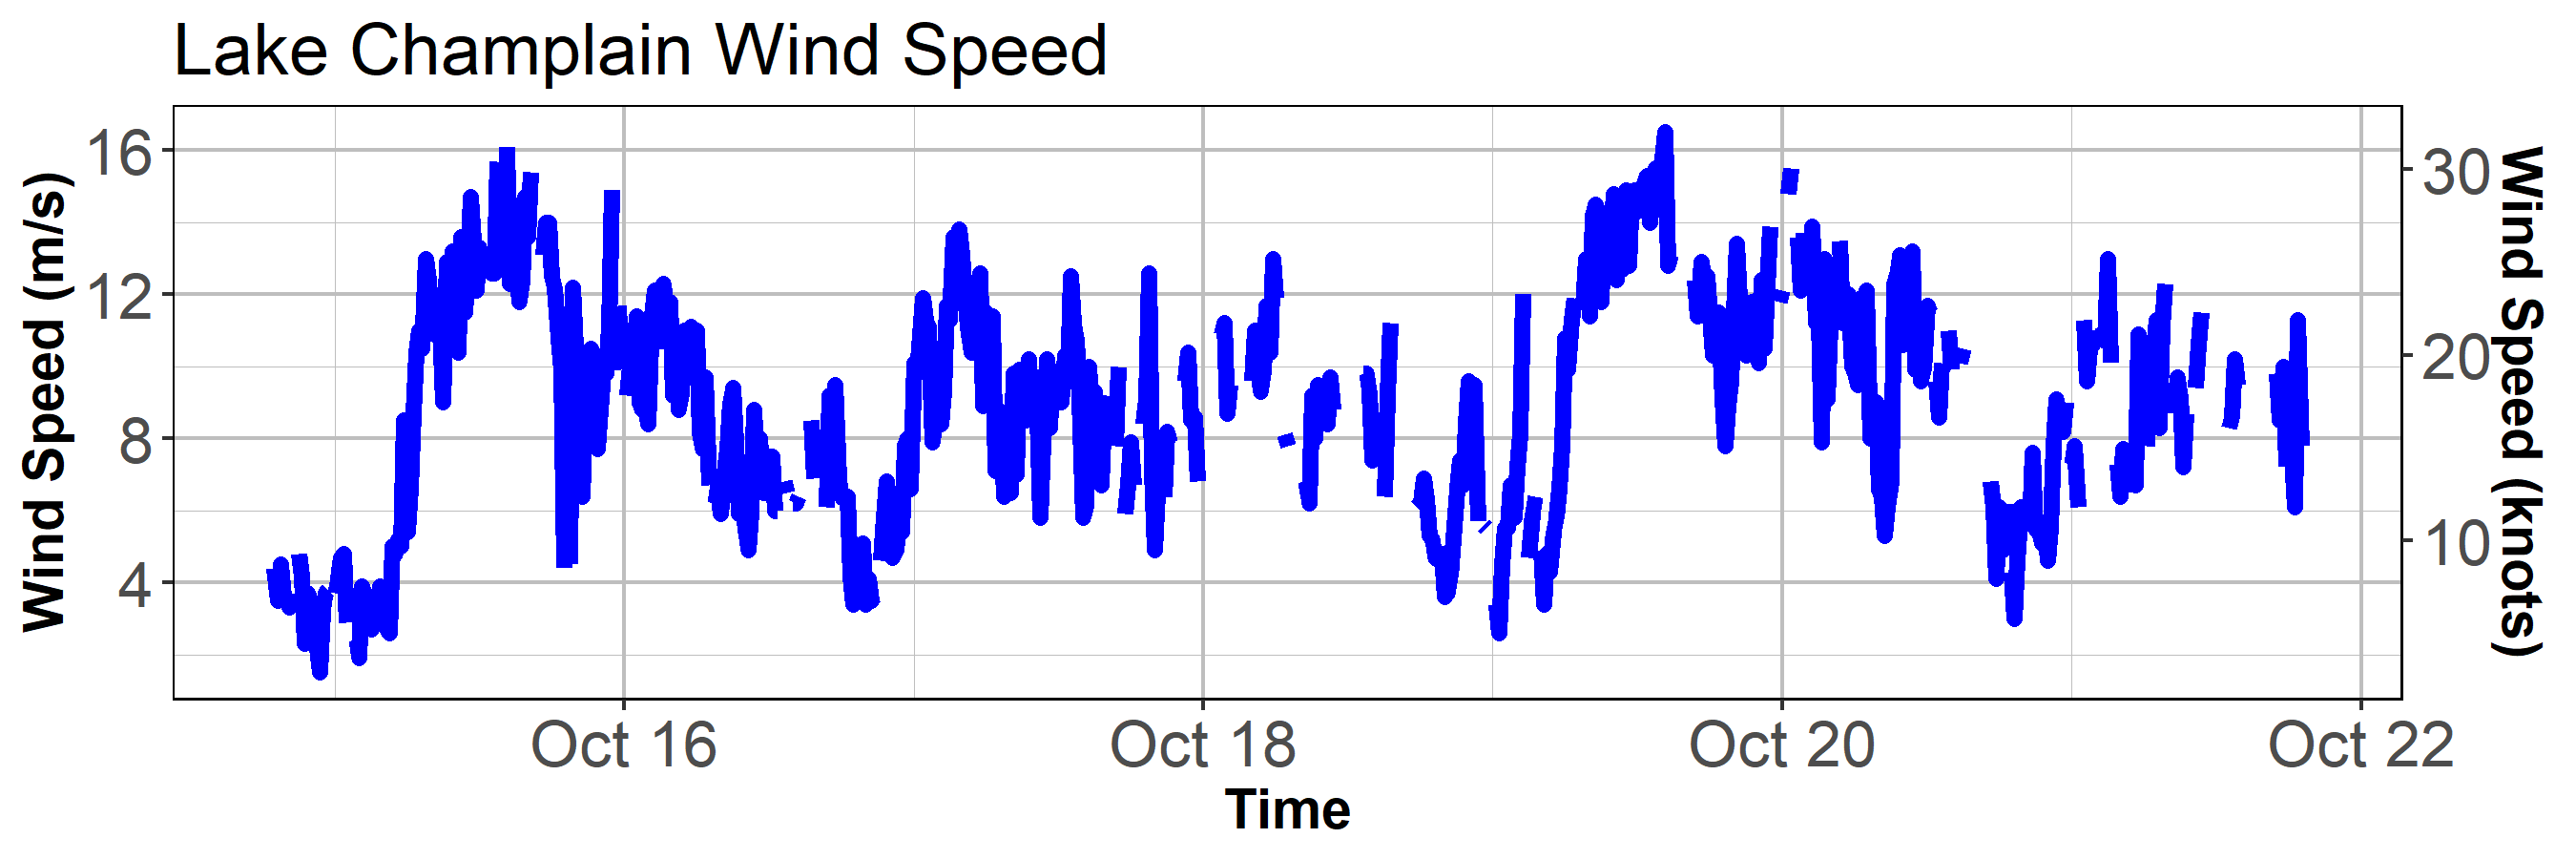 Lake Champlain Wind Speed
Wind Speed (m/s)
16
12
8
4
30
20
10
Wind Speed (knots)
Oct 16
Oct 18
Oct 20
Oct 22
Time